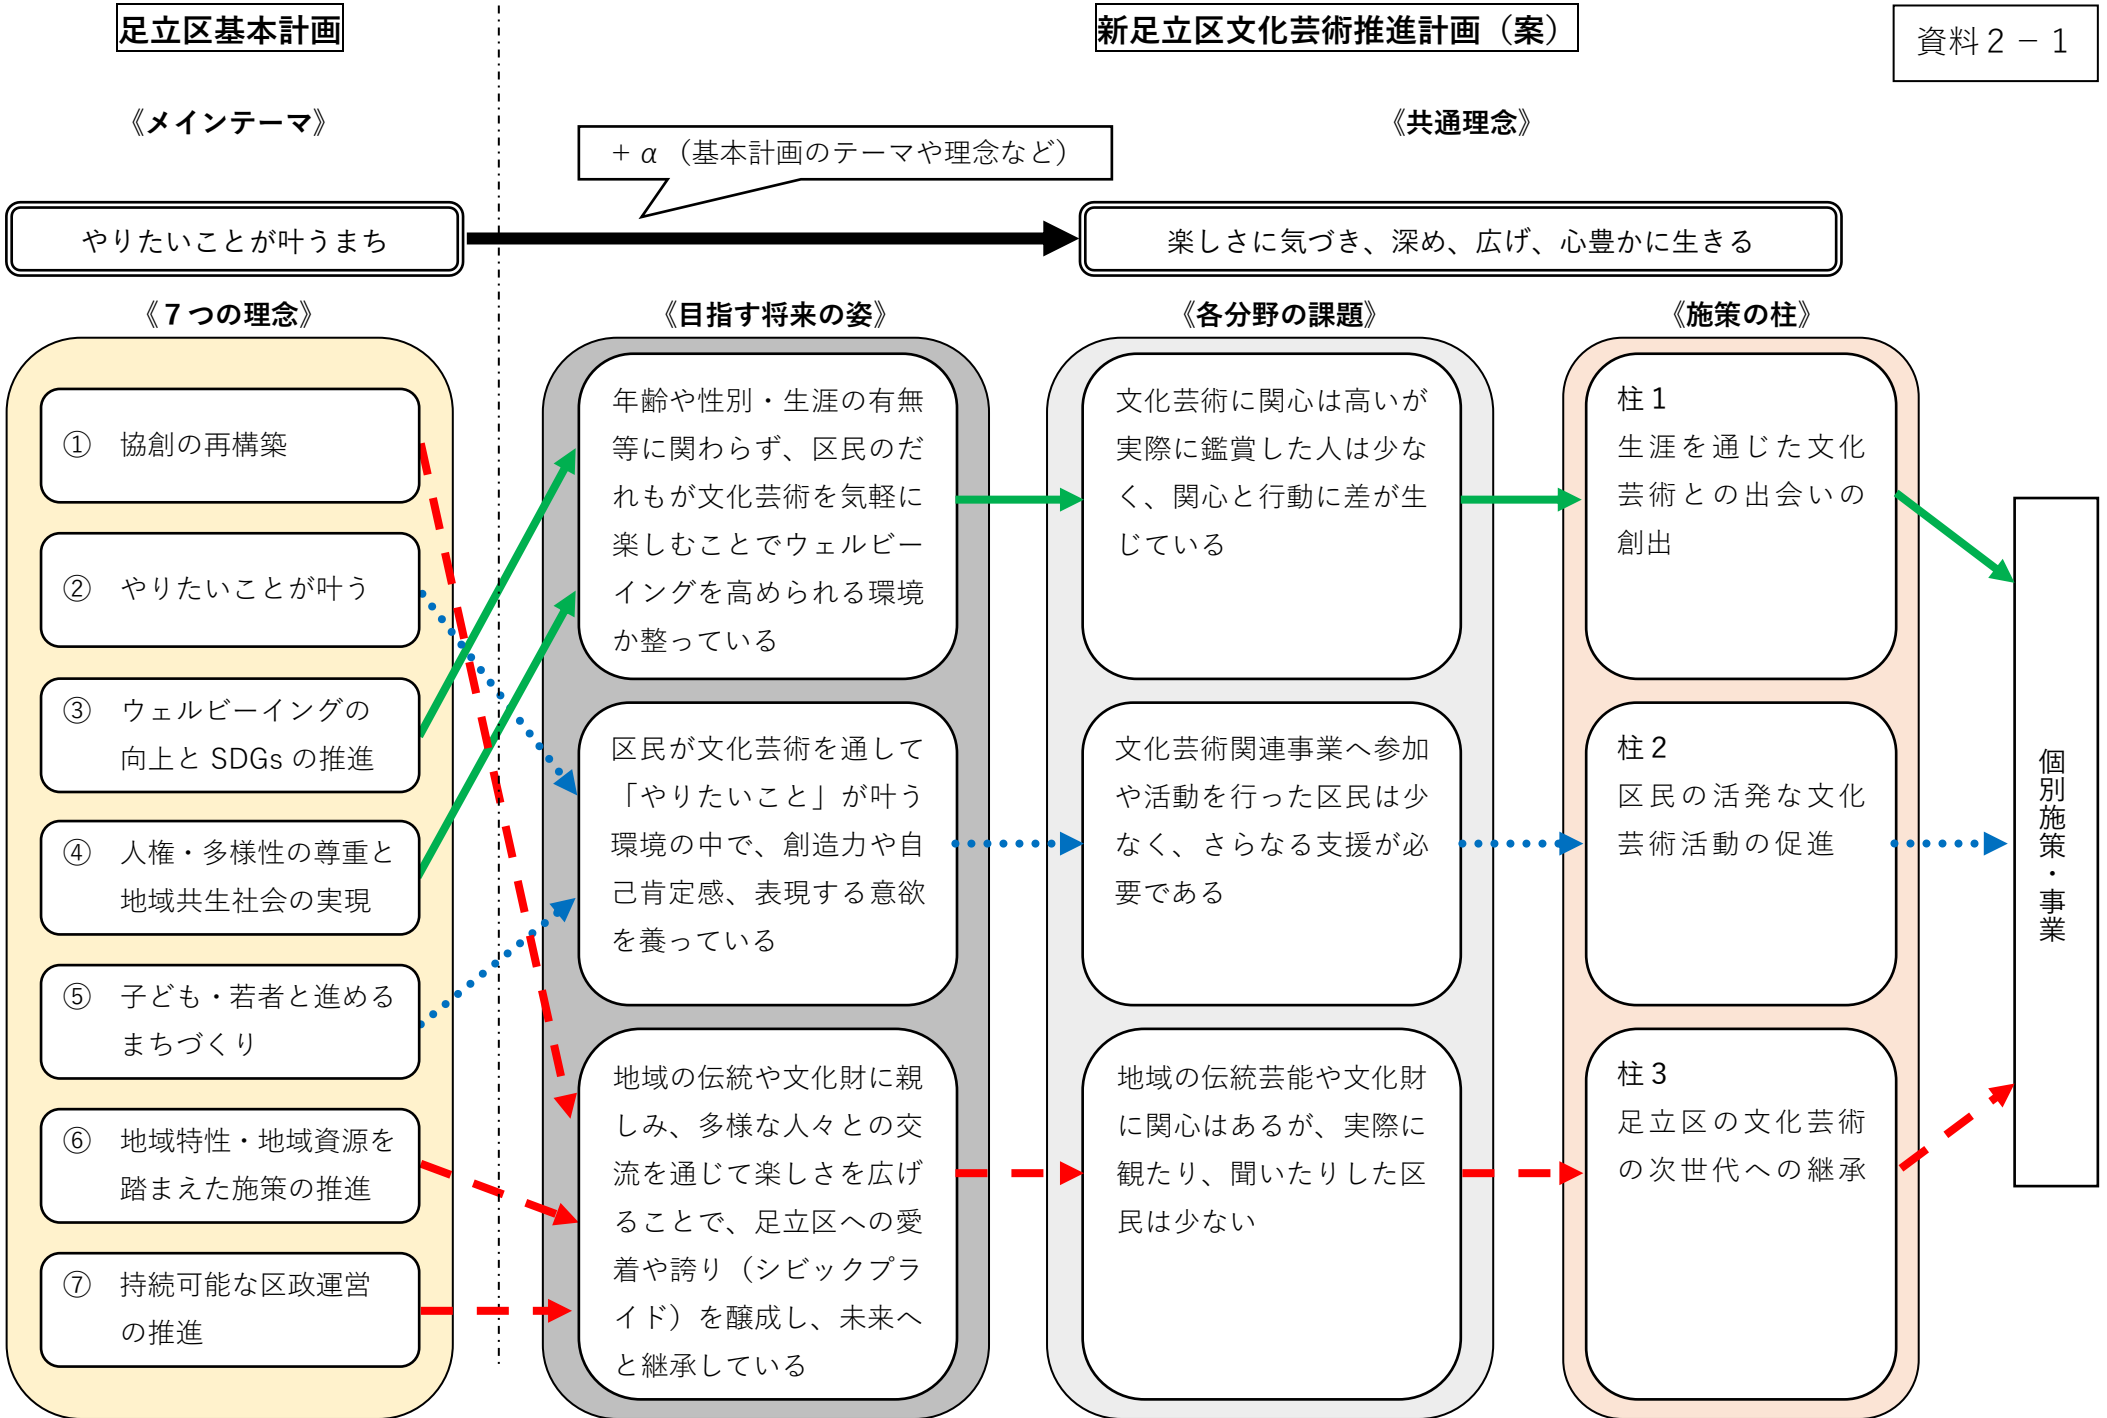 足立区基本計画
新足立区文化芸術推進計画（案）
資料２－１
《メインテーマ》
《共通理念》
＋α（基本計画のテーマや理念など）
やりたいことが叶うまち
楽しさに気づき、深め、広げ、心豊かに生きる
《７つの理念》
《目指す将来の姿》
《各分野の課題》
《施策の柱》
① 協創の再構築
② やりたいことが叶う
③ ウェルビーイングの
向上と SDGs の推進
④ 人権・多様性の尊重と
地域共生社会の実現
⑤ 子ども・若者と進める
まちづくり
⑥ 地域特性・地域資源を
踏まえた施策の推進
⑦ 持続可能な区政運営
の推進
年齢や性別・生涯の有無
等に関わらず、区民のだ
れもが文化芸術を気軽に
楽しむことでウェルビー
イングを高められる環境
か整っている
区民が文化芸術を通して
「やりたいこと」が叶う
環境の中で、創造力や自
己肯定感、表現する意欲
を養っている
地域の伝統や文化財に親
しみ、多様な人々との交
流を通じて楽しさを広げ
ることで、足立区への愛
着や誇り（シビックプラ
イド）を醸成し、未来へ
と継承している
文化芸術に関心は高いが
実際に鑑賞した人は少な
く、関心と行動に差が生
じている
文化芸術関連事業へ参加
や活動を行った区民は少
なく、さらなる支援が必
要である
地域の伝統芸能や文化財
に関心はあるが、実際に
観たり、聞いたりした区
民は少ない
柱１
生涯を通じた文化
芸術との出会いの
創出
柱２
区民の活発な文化
芸術活動の促進
柱３
足立区の文化芸術
の次世代への継承
個別施策・事業